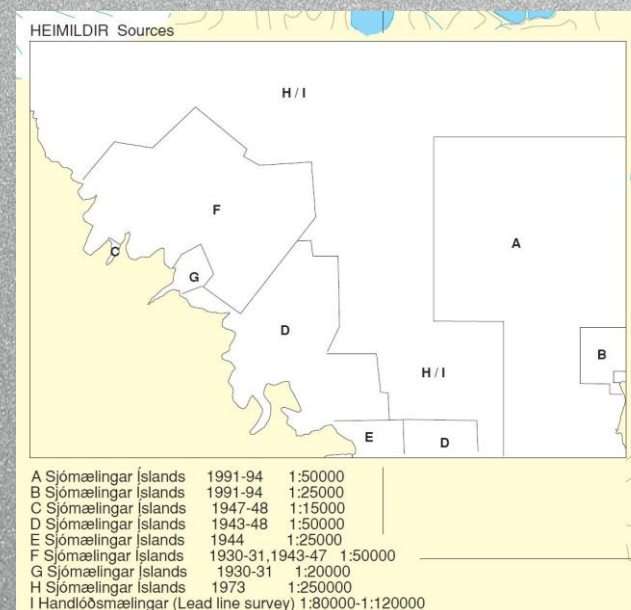 HEIMILDIR Sources
H / I
F
A
C
G
D
B
H / I
E
D
A Sjómælingar Íslands 1991-94 1:50000
B Sjómælingar Íslands 1991-94 1:25000
C Sjómælingar Íslands 1947-48 1:15000
D Sjómælingar Íslands 1943-48 1:50000
E Sjómælingar Íslands 1944 1:25000
F Sjómælingar Íslands 1930-31,1943-47 1:50000
G Sjómælingar Íslands 1930-31 1:20000
H Sjómælingar Íslands 1973 1:250000
I Handlóðsmælingar (Lead line survey) 1:80000-1:120000